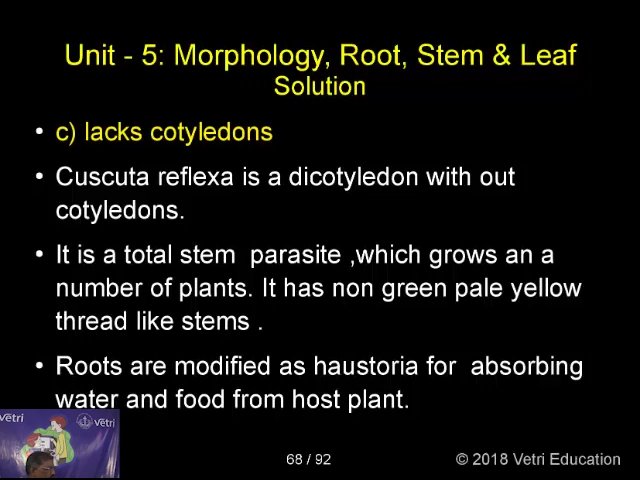 Unit - 5: Morphology, Root, Stem & Leaf
Solution
• c) lacks cotyledons
• Cuscuta reflexa is a dicotyledon with out
cotyledons.
• It is a total stem parasite ,which grows an a
number of plants. It has non green pale yellow
thread like stems .
• Roots are modified as haustoria for absorbing
water and food from host plant.
Vetri
Vetri
68 / 92
© 2018 Vetri Education